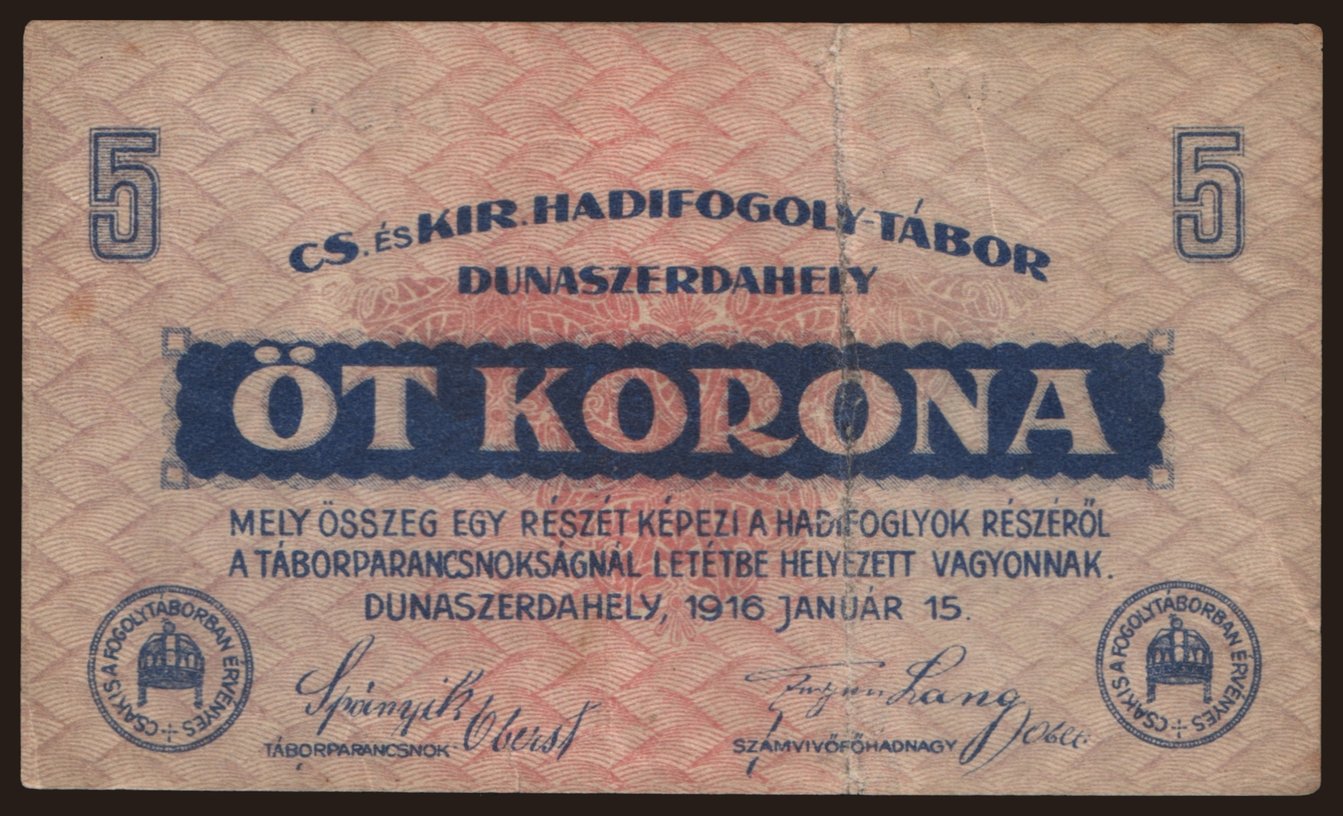 5
5
CS. ÉS KIR. HADIFOGOLY-TÁBOR
DUNASZERDAHELY
ÖT KORONA
MELY ÖSSZEG EGY RÉSZÉT KÉPEZI A HADIFOGLYOK RÉSZÉRŐL
A TÁBORPARANCSNOKSÁGNÁL LETÉTBE HELYEZETT VAGYONNAK.
DUNASZERDAHELY, 1916 JANUÁR 15.
CSAKIS A FOGOLYTÁBORBAN ÉRVÉNYES
Spányik Oberst
TÁBORPARANCSNOK
Lang
SZÁMVIVŐFŐHADNAGY
CSAKIS A FOGOLYTÁBORBAN ÉRVÉNYES